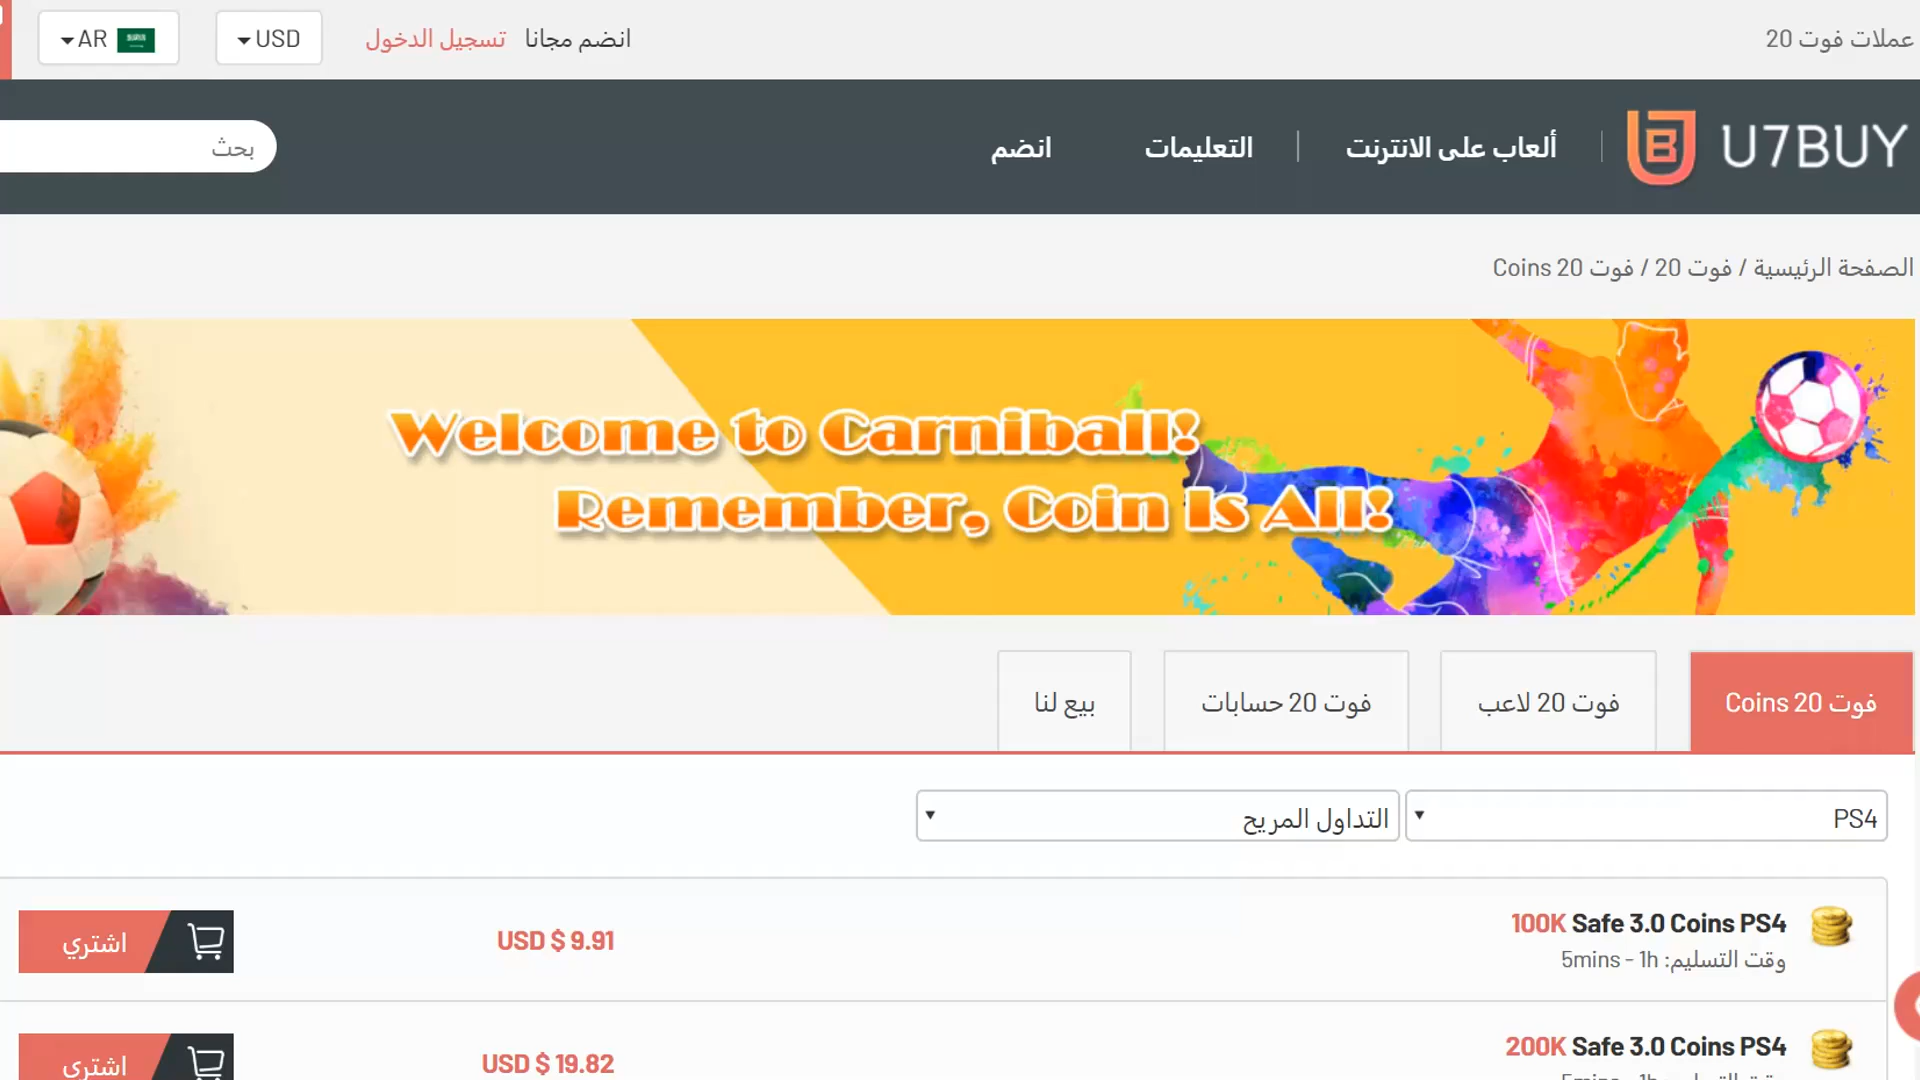 عملات فوت 20
انضم مجانا
تسجيل الدخول
USD
AR
U7BUY
ألعاب على الانترنت
التعليمات
انضم
بحث
الصفحة الرئيسية / فوت 20 / فوت 20 Coins
Welcome to Carniball!
Remember, Coin Is All!
فوت 20 Coins
فوت 20 لاعب
فوت 20 حسابات
بيع لنا
PS4
التداول المريح
100K Safe 3.0 Coins PS4
وقت التسليم: 5mins - 1h
USD $ 9.91
اشتري
200K Safe 3.0 Coins PS4
USD $ 19.82
اشتري